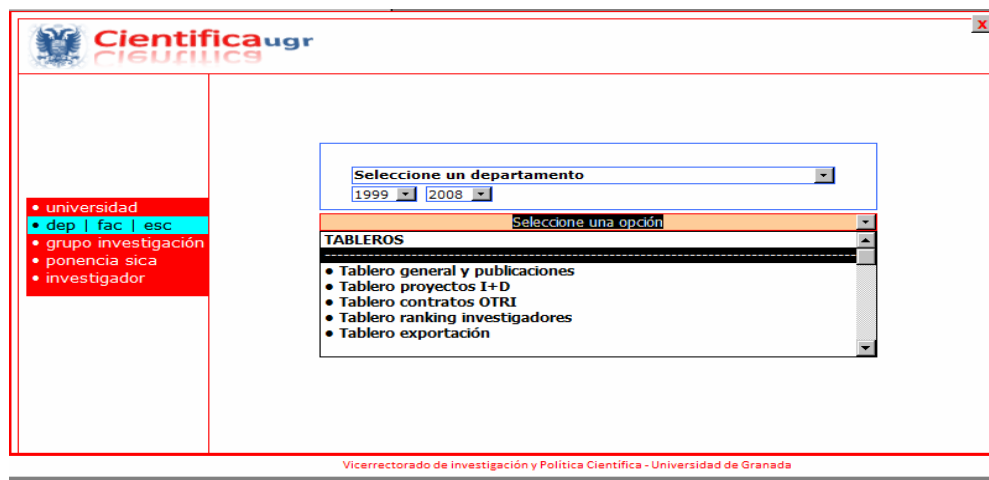 x
Cientificaugr
Seleccione un departamento
1999 2008
• universidad
• dep | fac | esc
• grupo investigación
• ponencia sica
• investigador
Seleccione una opción
TABLEROS
• Tablero general y publicaciones
• Tablero proyectos I+D
• Tablero contratos OTRI
• Tablero ranking investigadores
• Tablero exportación
Vicerrectorado de investigación y Política Científica - Universidad de Granada